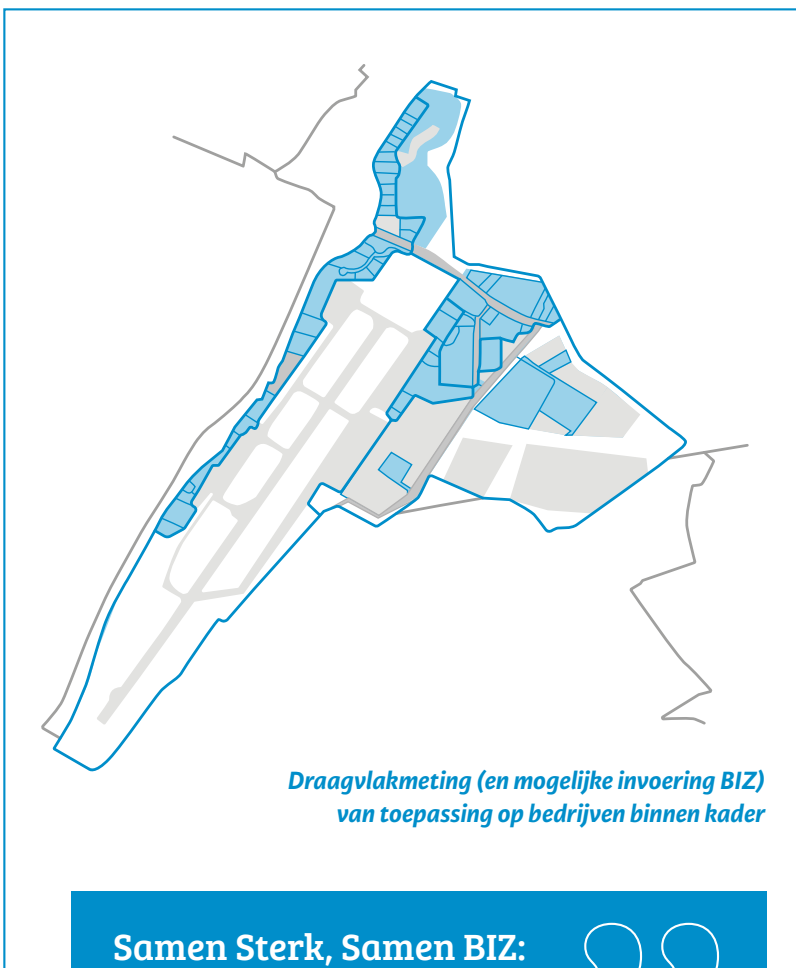 Draagvlakmeting (en mogelijke invoering BIZ)
van toepassing op bedrijven binnen kader
Samen Sterk, Samen BIZ: